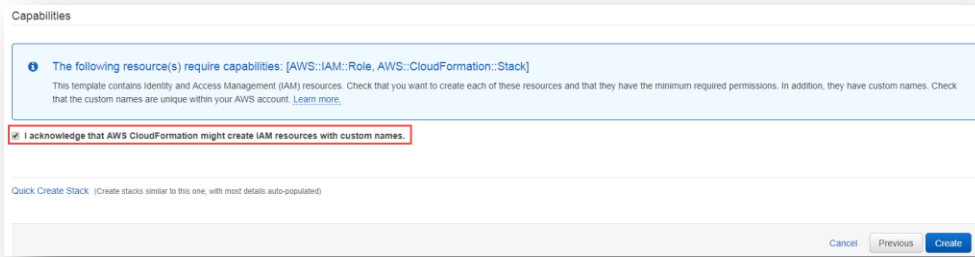 Capabilities
The following resource(s) require capabilities: [AWS::IAM::Role, AWS::CloudFormation::Stack]
This template contains Identity and Access Management (IAM) resources. Check that you want to create each of these resources and that they have the minimum required permissions. In addition, they have custom names. Check
that the custom names are unique within your AWS account. Learn more.
I acknowledge that AWS CloudFormation might create IAM resources with custom names.
Quick Create Stack (Create stacks similar to this one, with most details auto-populated)
Cancel Previous Create